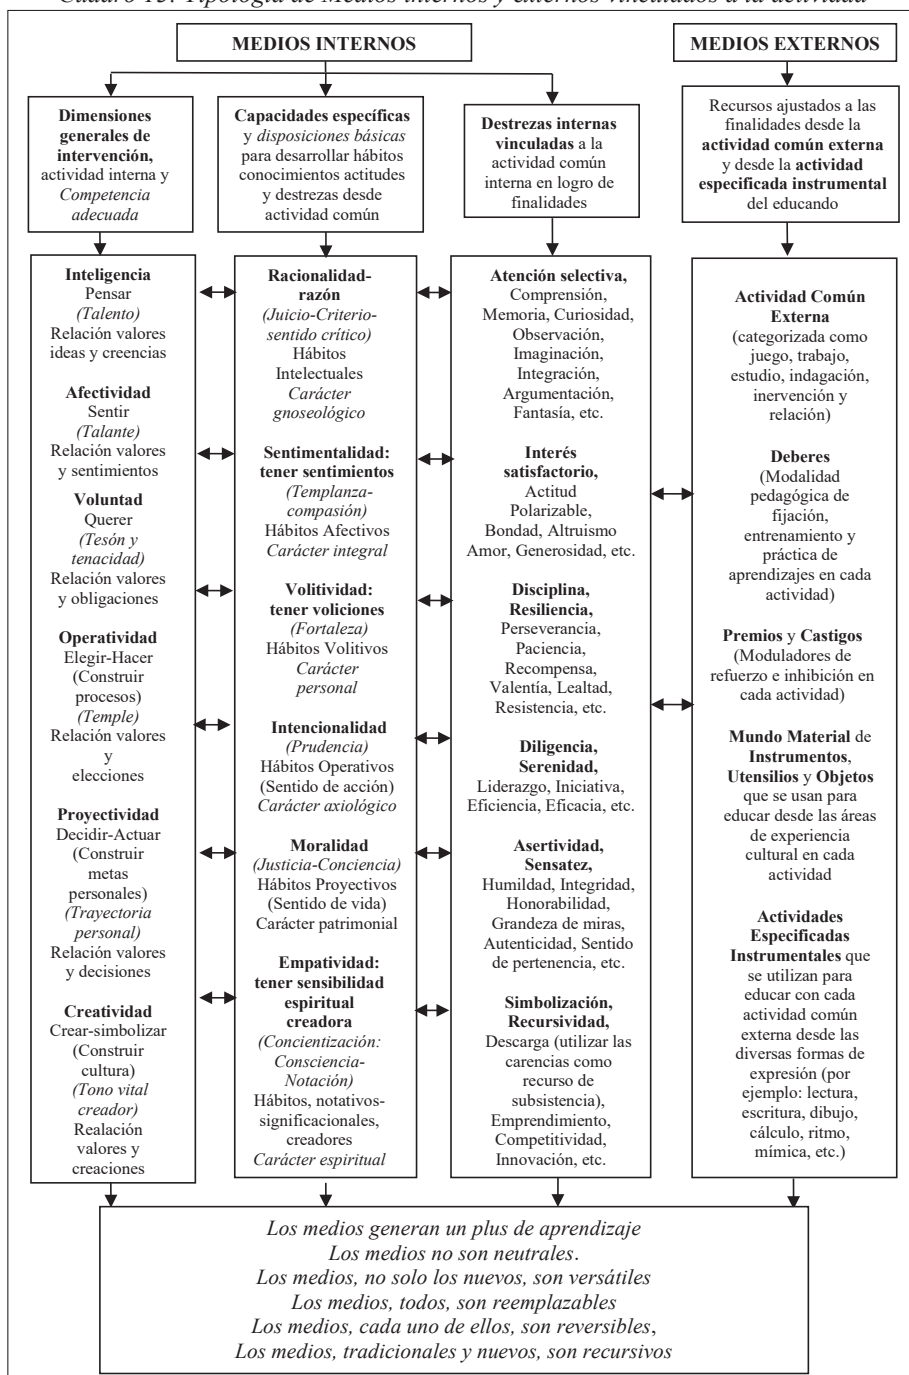 Cuadro 15: Tipología de Medios internos y externos vinculados a la actividad
MEDIOS INTERNOS
MEDIOS EXTERNOS
Dimensiones
generales de
intervención,
actividad interna y
Competencia
adecuada
Capacidades específicas
y disposiciones básicas
para desarrollar hábitos
conocimientos actitudes
y destrezas desde
actividad común
Destrezas internas
vinculadas a la
actividad común
interna en logro de
finalidades
Recursos ajustados a las
finalidades desde la
actividad común externa
y desde la actividad
especificada instrumental
del educando
Inteligencia
Pensar
(Talento)
Relación valores
ideas y creencias
Afectividad
Sentir
(Talante)
Relación valores
y sentimientos
Voluntad
Querer
(Tesón y
tenacidad)
Relación valores
y obligaciones
Operatividad
Elegir-Hacer
(Construir
procesos)
(Temple)
Relación valores
y
elecciones
Proyectividad
Decidir-Actuar
(Construir
metas
personales)
(Trayectoria
personal)
Relación valores
y decisiones
Creatividad
Crear-simbolizar
(Construir
cultura)
(Tono vital
creador)
Realación
valores y
creaciones
Racionalidad-
razón
(Juicio-Criterio-
sentido crítico)
Hábitos
Intelectuales
Carácter
gnoseológico
Sentimentalidad:
tener sentimientos
(Templanza-
compasión)
Hábitos Afectivos
Carácter integral
Volitividad:
tener voliciones
(Fortaleza)
Hábitos Volitivos
Carácter
personal
Intencionalidad
(Prudencia)
Hábitos Operativos
(Sentido de acción)
Carácter axiológico
Moralidad
(Justicia-Conciencia)
Hábitos Proyectivos
(Sentido de vida)
Carácter patrimonial
Empatividad:
tener sensibilidad
espiritual
creadora
(Concientización:
Consciencia-
Notación)
Hábitos, notativos-
significacionales,
creadores
Carácter espiritual
Atención selectiva,
Comprensión,
Memoria, Curiosidad,
Observación,
Imaginación,
Integración,
Argumentación,
Fantasía, etc.
Interés
satisfactorio,
Actitud
Polarizable,
Bondad, Altruismo
Amor, Generosidad, etc.
Disciplina,
Resiliencia,
Perseverancia,
Paciencia,
Recompensa,
Valentía, Lealtad,
Resistencia, etc.
Diligencia,
Serenidad,
Liderazgo, Iniciativa,
Eficiencia, Eficacia, etc.
Asertividad,
Sensatez,
Humildad, Integridad,
Honorabilidad,
Grandeza de miras,
Autenticidad, Sentido
de pertenencia, etc.
Simbolización,
Recursividad,
Descarga (utilizar las
carencias como
recurso de
subsistencia),
Emprendimiento,
Competitividad,
Innovación, etc.
Actividad Común
Externa
(categorizada como
juego, trabajo,
estudio, indagación,
inervención y
relación)
Deberes
(Modalidad
pedagógica de
fijación,
entrenamiento y
práctica de
aprendizajes en cada
actividad)
Premios y Castigos
(Moduladores de
refuerzo e inhibición en
cada actividad)
Mundo Material de
Instrumentos,
Utensilios y Objetos
que se usan para
educar desde las áreas
de experiencia
cultural en cada
actividad
Actividades
Especificadas
Instrumentales que
se utilizan para
educar con cada
actividad común
externa desde las
diversas formas de
expresión (por
ejemplo: lectura,
escritura, dibujo,
cálculo, ritmo,
mímica, etc.)
Los medios generan un plus de aprendizaje
Los medios no son neutrales.
Los medios, no solo los nuevos, son versátiles
Los medios, todos, son reemplazables
Los medios, cada uno de ellos, son reversibles,
Los medios, tradicionales y nuevos, son recursivos